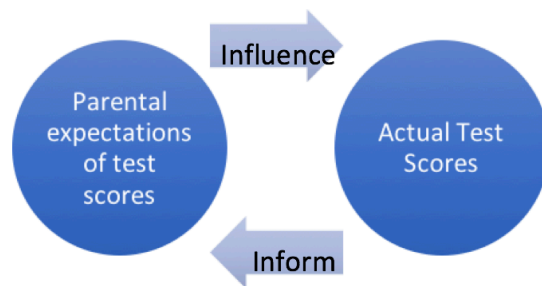 Influence
Parental
expectations
of test
scores
Actual Test
Scores
Inform